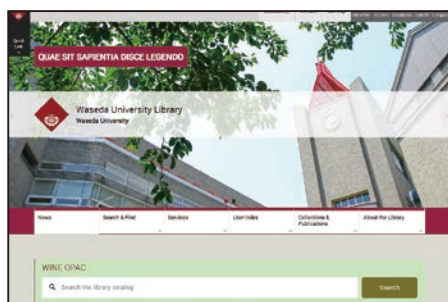 Quick
Link
QUAE SIT SAPIENTIA DISCE LEGENDO
Waseda University Library
Waseda University
News
Search & Find
Services
User Index
Collections &
Publications
About the Library
WINE OPAC
Search the library catalog
Search